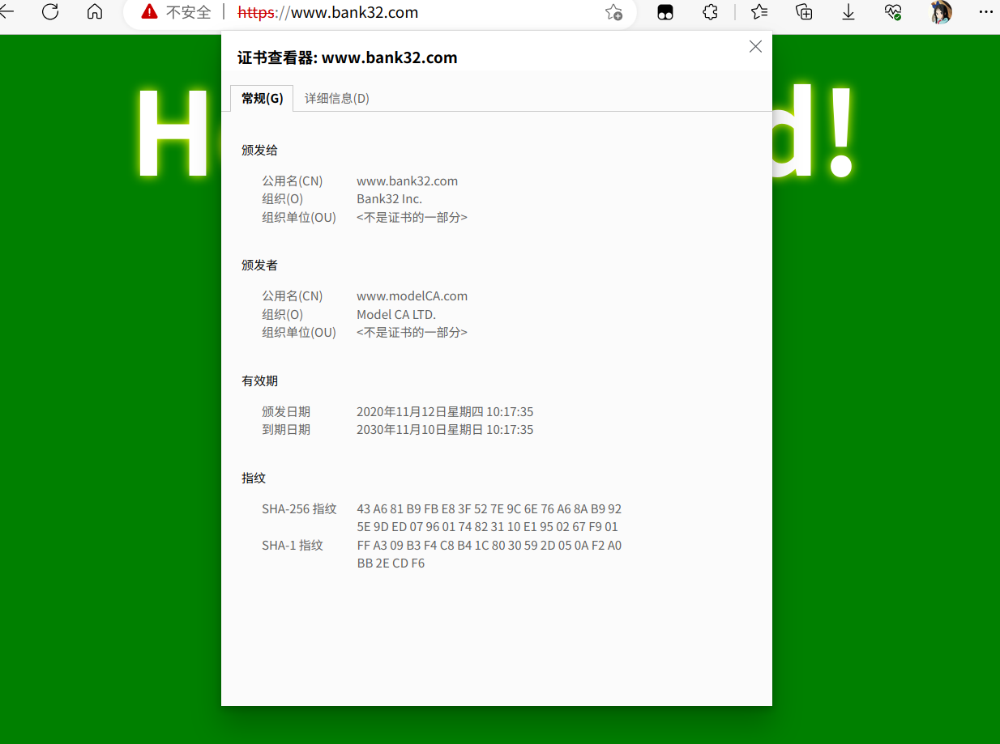 不安全 | https://www.bank32.com
证书查看器: www.bank32.com
常规(G) 详细信息(D)
H d!
颁发给
公用名(CN) www.bank32.com
组织(O) Bank32 Inc.
组织单位(OU) <不是证书的一部分>
颁发者
公用名(CN) www.modelCA.com
组织(O) Model CA LTD.
组织单位(OU) <不是证书的一部分>
有效期
颁发日期 2020年11月12日星期四 10:17:35
到期日期 2030年11月10日星期日 10:17:35
指纹
SHA-256 指纹 43 A6 81 B9 FB E8 3F 52 7E 9C 6E 76 A6 8A B9 92
5E 9D ED 07 96 01 74 82 31 10 E1 95 02 67 F9 01
SHA-1 指纹 FF A3 09 B3 F4 C8 B4 1C 80 30 59 2D 05 0A F2 A0
BB 2E CD F6